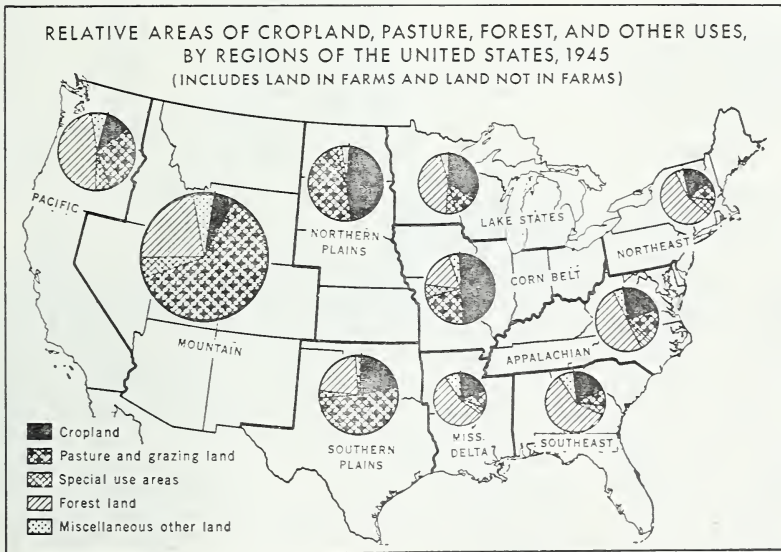 RELATIVE AREAS OF CROPLAND, PASTURE, FOREST, AND OTHER USES,
BY REGIONS OF THE UNITED STATES, 1945
(INCLUDES LAND IN FARMS AND LAND NOT IN FARMS)
PACIFIC
NORTHERN
PLAINS
LAKE STATES
NORTHEAST
CORN BELT
MOUNTAIN
APPALACHIAN
SOUTHERN
PLAINS
MISS.
DELTA
SOUTHEAST
Cropland
Pasture and grazing land
Special use areas
Forest land
Miscellaneous other land